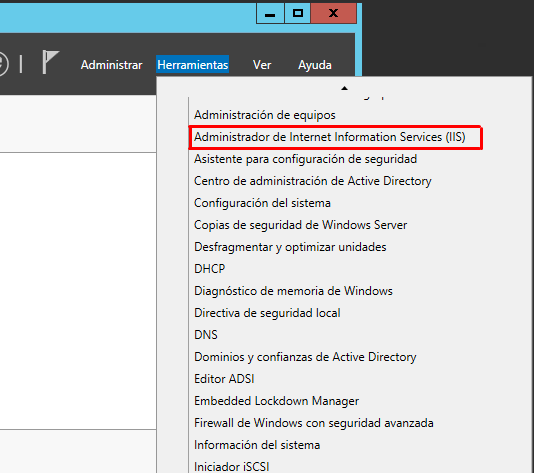 Administrar Herramientas Ver Ayuda
Administración de equipos
Administrador de Internet Information Services (IIS)
Asistente para configuración de seguridad
Centro de administración de Active Directory
Configuración del sistema
Copias de seguridad de Windows Server
Desfragmentar y optimizar unidades
DHCP
Diagnóstico de memoria de Windows
Directiva de seguridad local
DNS
Dominios y confianzas de Active Directory
Editor ADSI
Embedded Lockdown Manager
Firewall de Windows con seguridad avanzada
Información del sistema
Iniciador iSCSI